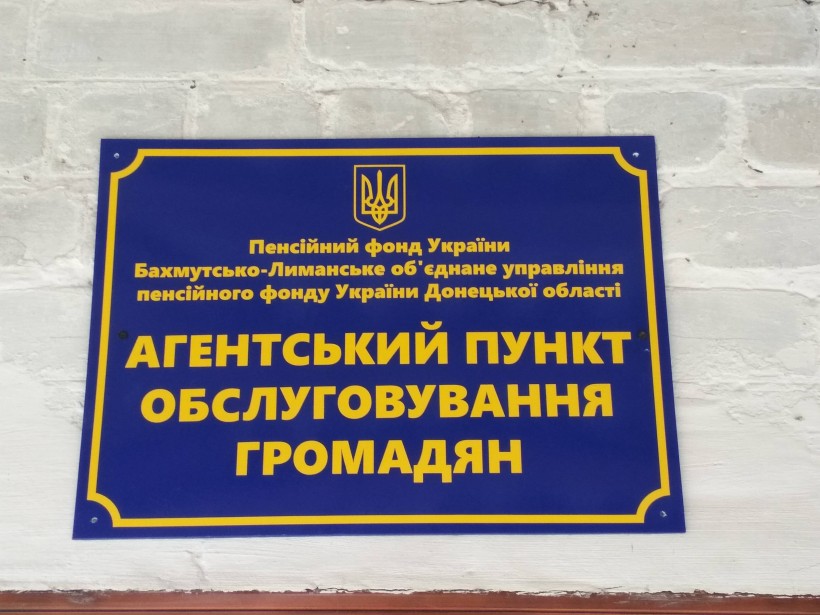 Пенсійний фонд України
Бахмутсько-Лиманське об'єднане управління
пенсійного фонду України Донецької області
АГЕНТСЬКИЙ ПУНКТ
ОБСЛУГОВУВАННЯ
ГРОМАДЯН